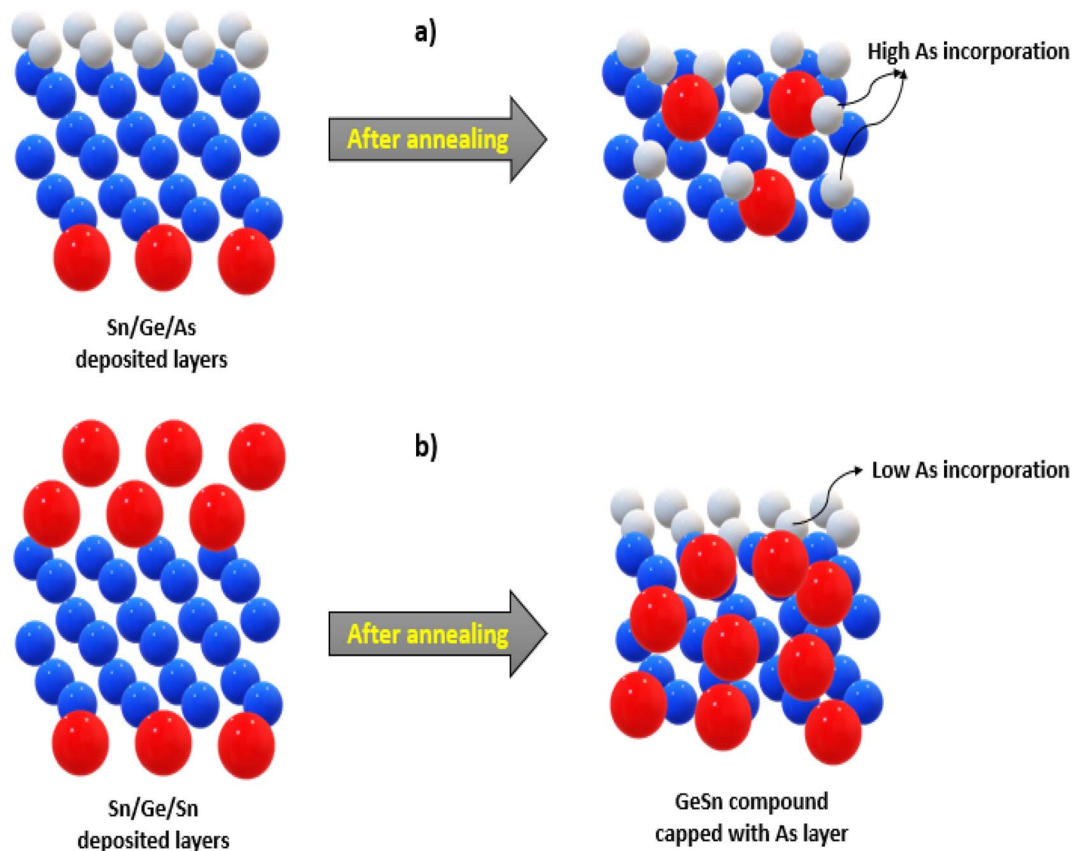 a)
High As incorporation
After annealing
Sn/Ge/As
deposited layers
b)
Low As incorporation
After annealing
Sn/Ge/Sn
deposited layers
GeSn compound
capped with As layer